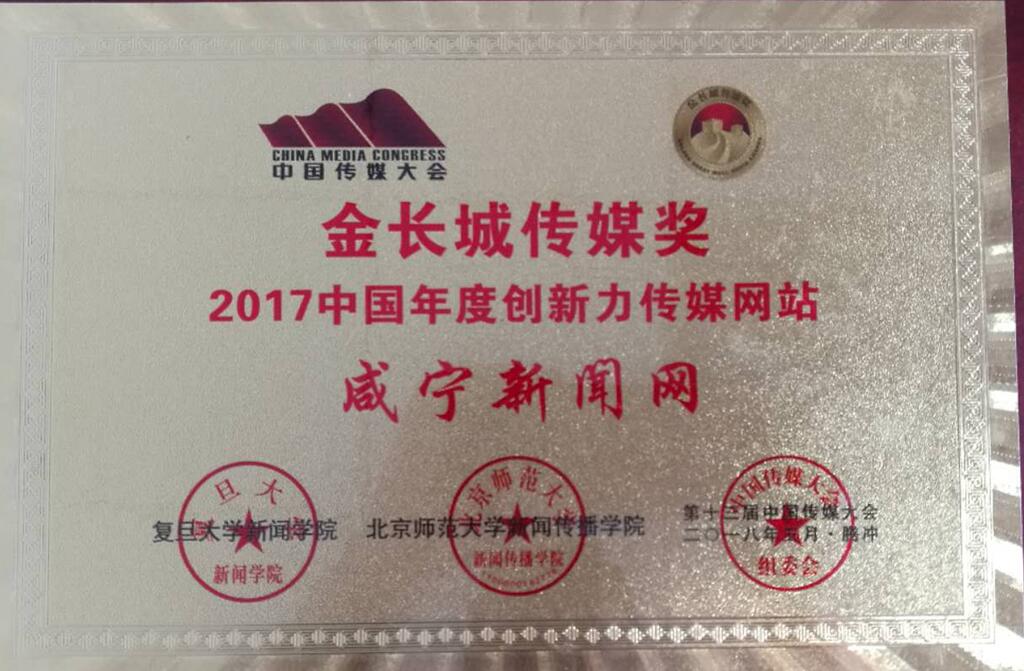 CHINA MEDIA CONGRESS
中国传媒大会
金长城传媒奖
2017中国年度创新力传媒网站
咸宁新闻网
复旦大学
复旦大学新闻学院
新闻学院
北京师范大学
北京师范大学新闻传播学院
新闻传播学院
中国传媒大会
第十三届中国传媒大会
二〇一八年五月·腾冲
组委会